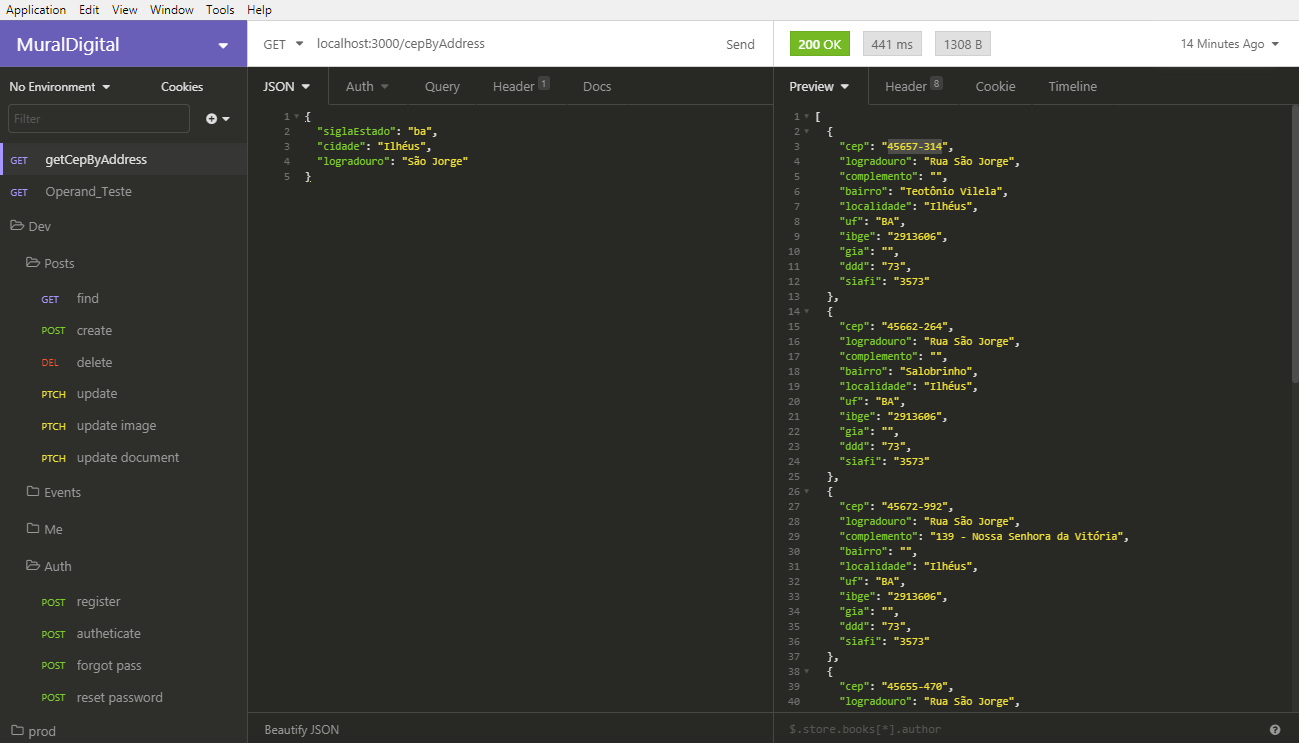 Application Edit View Window Tools Help
MuralDigital
GET localhost:3000/cepByAddress Send
200 OK 441 ms 1308 B 14 Minutes Ago
No Environment Cookies
JSON Auth Query Header 1 Docs
Preview Header 8 Cookie Timeline
Filter
GET getCepByAddress
GET Operand_Teste
Dev
Posts
GET find
POST create
DEL delete
PTCH update
PTCH update image
PTCH update document
Events
Me
Auth
POST register
POST autheticate
POST forgot pass
POST reset password
prod
1 {
2 "siglaEstado": "ba",
3 "cidade": "Ilhéus",
4 "logradouro": "São Jorge"
5 }
Beautify JSON
1 [
2 {
3 "cep": "45657-314",
4 "logradouro": "Rua São Jorge",
5 "complemento": "",
6 "bairro": "Teotônio Vilela",
7 "localidade": "Ilhéus",
8 "uf": "BA",
9 "ibge": "2913606",
10 "gia": "",
11 "ddd": "73",
12 "siafi": "3573"
13 },
14 {
15 "cep": "45662-264",
16 "logradouro": "Rua São Jorge",
17 "complemento": "",
18 "bairro": "Salobrinho",
19 "localidade": "Ilhéus",
20 "uf": "BA",
21 "ibge": "2913606",
22 "gia": "",
23 "ddd": "73",
24 "siafi": "3573"
25 },
26 {
27 "cep": "45672-992",
28 "logradouro": "Rua São Jorge",
29 "complemento": "139 - Nossa Senhora da Vitória",
30 "bairro": "",
31 "localidade": "Ilhéus",
32 "uf": "BA",
33 "ibge": "2913606",
34 "gia": "",
35 "ddd": "73",
36 "siafi": "3573"
37 },
38 {
39 "cep": "45655-470",
40 "logradouro": "Rua São Jorge",
$.store.books[*].author